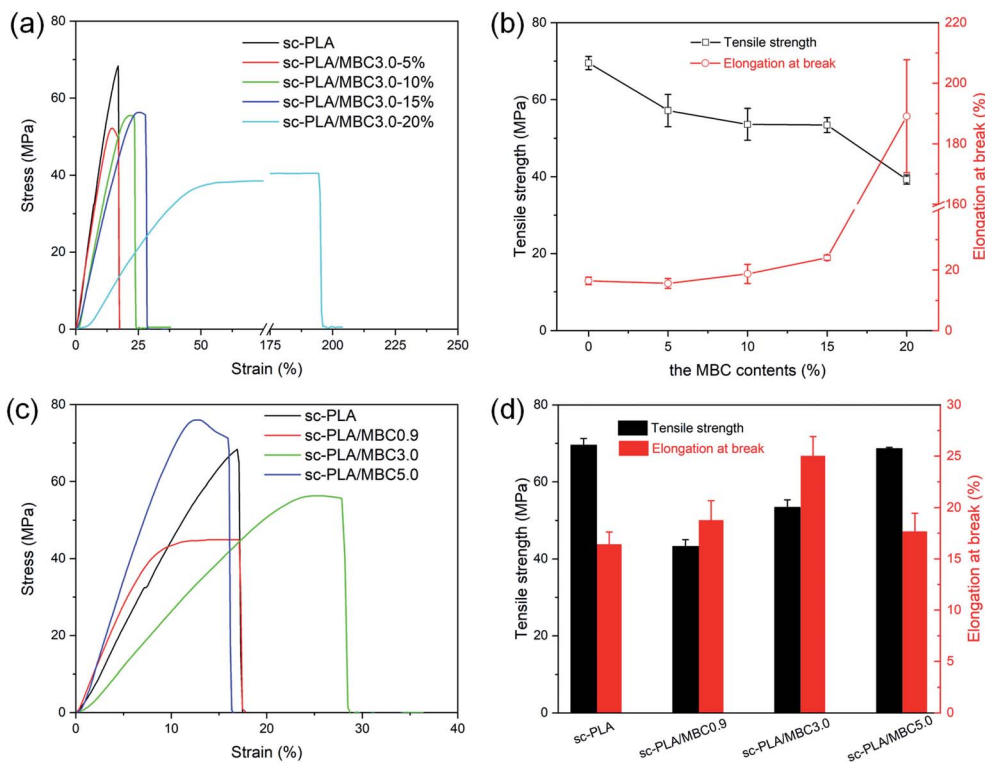 (a)
80
60
40
20
0
Stress (MPa)
sc-PLA
sc-PLA/MBC3.0-5%
sc-PLA/MBC3.0-10%
sc-PLA/MBC3.0-15%
sc-PLA/MBC3.0-20%
0 25 50 175 200 225 250
Strain (%)
(b)
80
60
40
20
0
Tensile strength (MPa)
Tensile strength
Elongation at break
220
200
180
160
40
20
0
Elongation at break (%)
0 5 10 15 20
the MBC contents (%)
(c)
80
60
40
20
0
Stress (MPa)
sc-PLA
sc-PLA/MBC0.9
sc-PLA/MBC3.0
sc-PLA/MBC5.0
0 10 20 30 40
Strain (%)
(d)
80
60
40
20
0
Tensile strength (MPa)
Tensile strength
Elongation at break
30
25
20
15
10
5
0
Elongation at break (%)
sc-PLA sc-PLA/MBC0.9 sc-PLA/MBC3.0 sc-PLA/MBC5.0